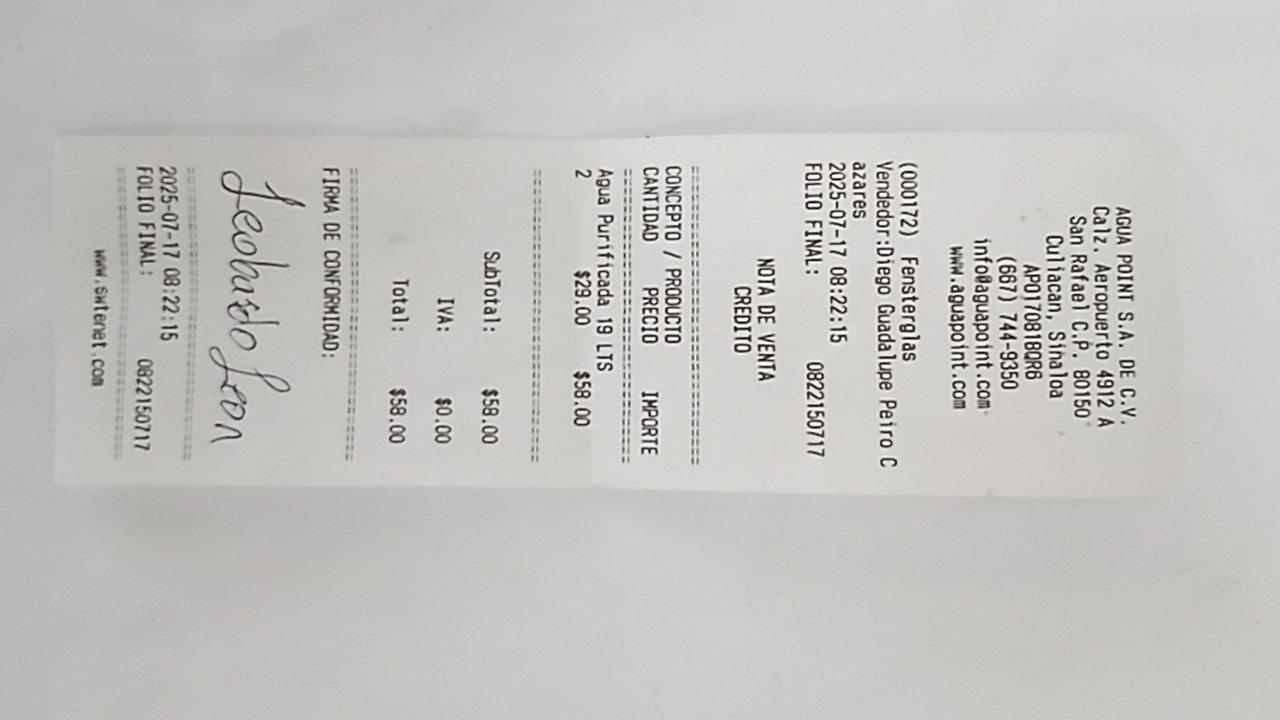 AGUA POINT S.A. DE C.V.
Calz. Aeropuerto 4912 A
San Rafael C.P. 80150
Culiacan, Sinaloa
APO170818QR6
(667) 744-9350
info@aguapoint.com
www.aguapoint.com
(000172) Fensterglas
Vendedor:Diego Guadalupe Peiro C
azares
2025-07-17 08:22:15
FOLIO FINAL: 0822150717
NOTA DE VENTA
CREDITO
================================
CONCEPTO / PRODUCTO
CANTIDAD PRECIO IMPORTE
================================
Agua Purificada 19 LTS
2 $29.00 $58.00
================================
SubTotal: $58.00
IVA: $0.00
Total: $58.00
================================
FIRMA DE CONFORMIDAD:
Leobardo Leon
================================
2025-07-17 08:22:15
FOLIO FINAL: 0822150717
================================
www.swtenet.com